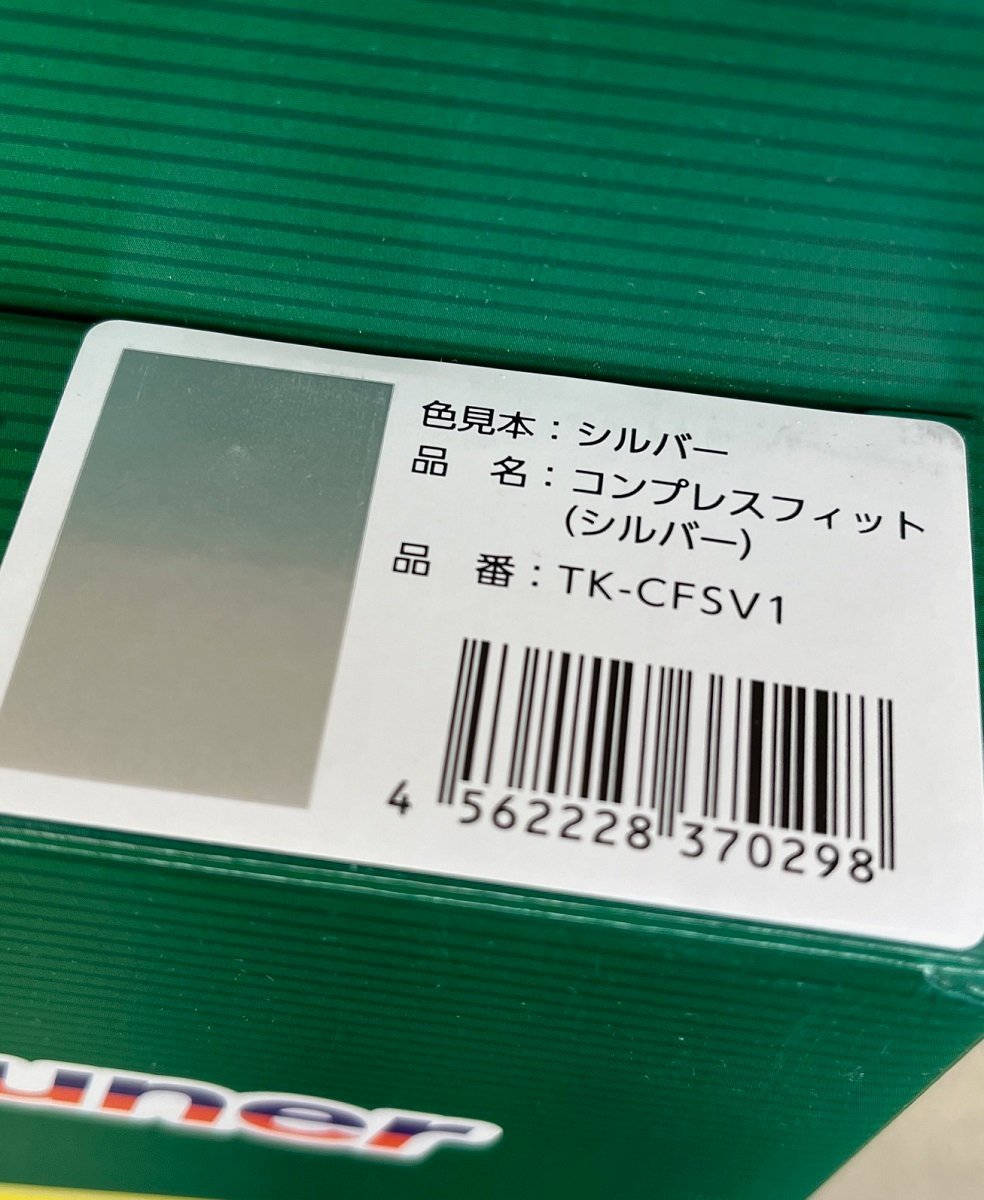 色見本：シルバー
品　名：コンプレスフィット
(シルバー)
品　番：TK-CFSV1
4 562228 370298
uner